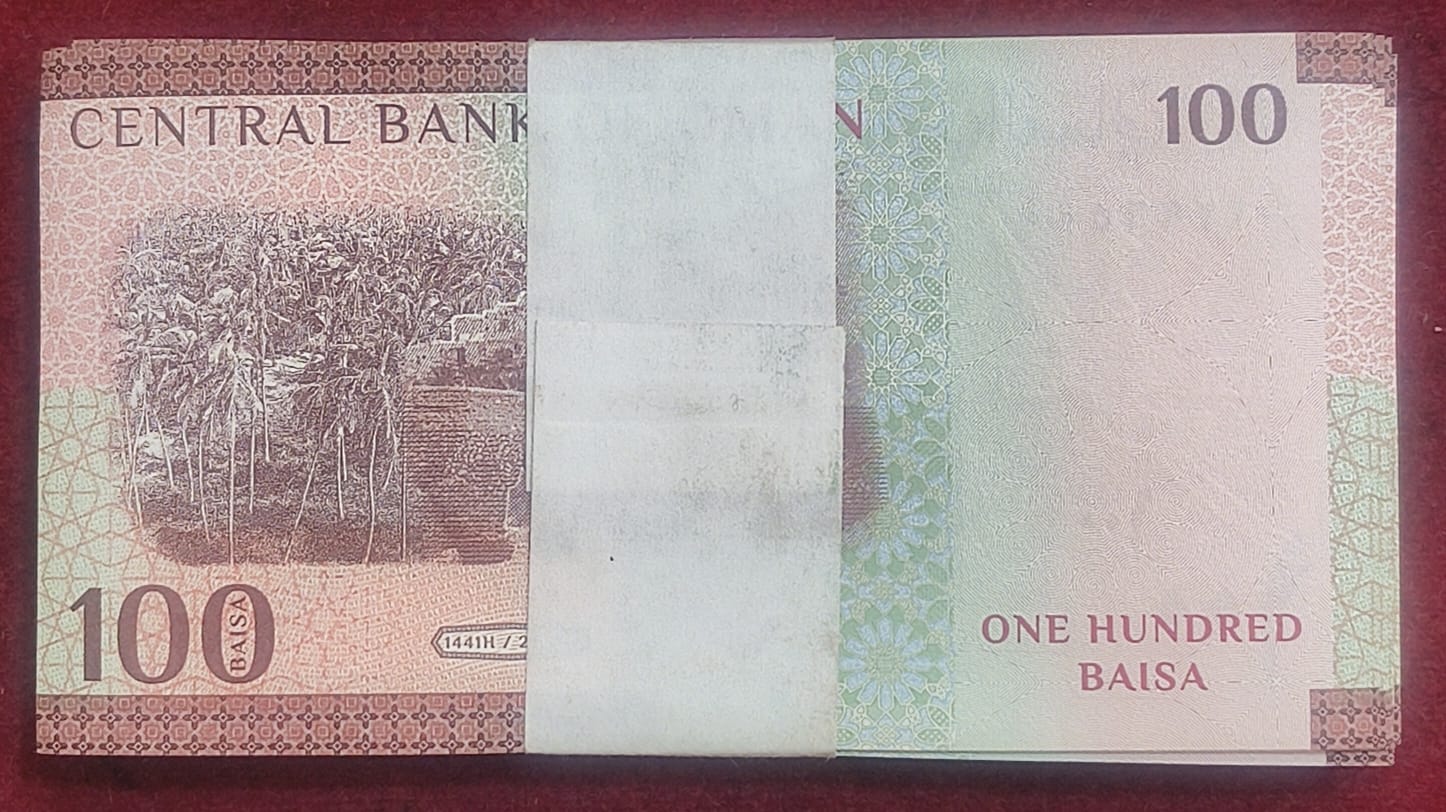 CENTRAL BANK N
100
100
BAISA
1441H / 2
ONE HUNDRED
BAISA